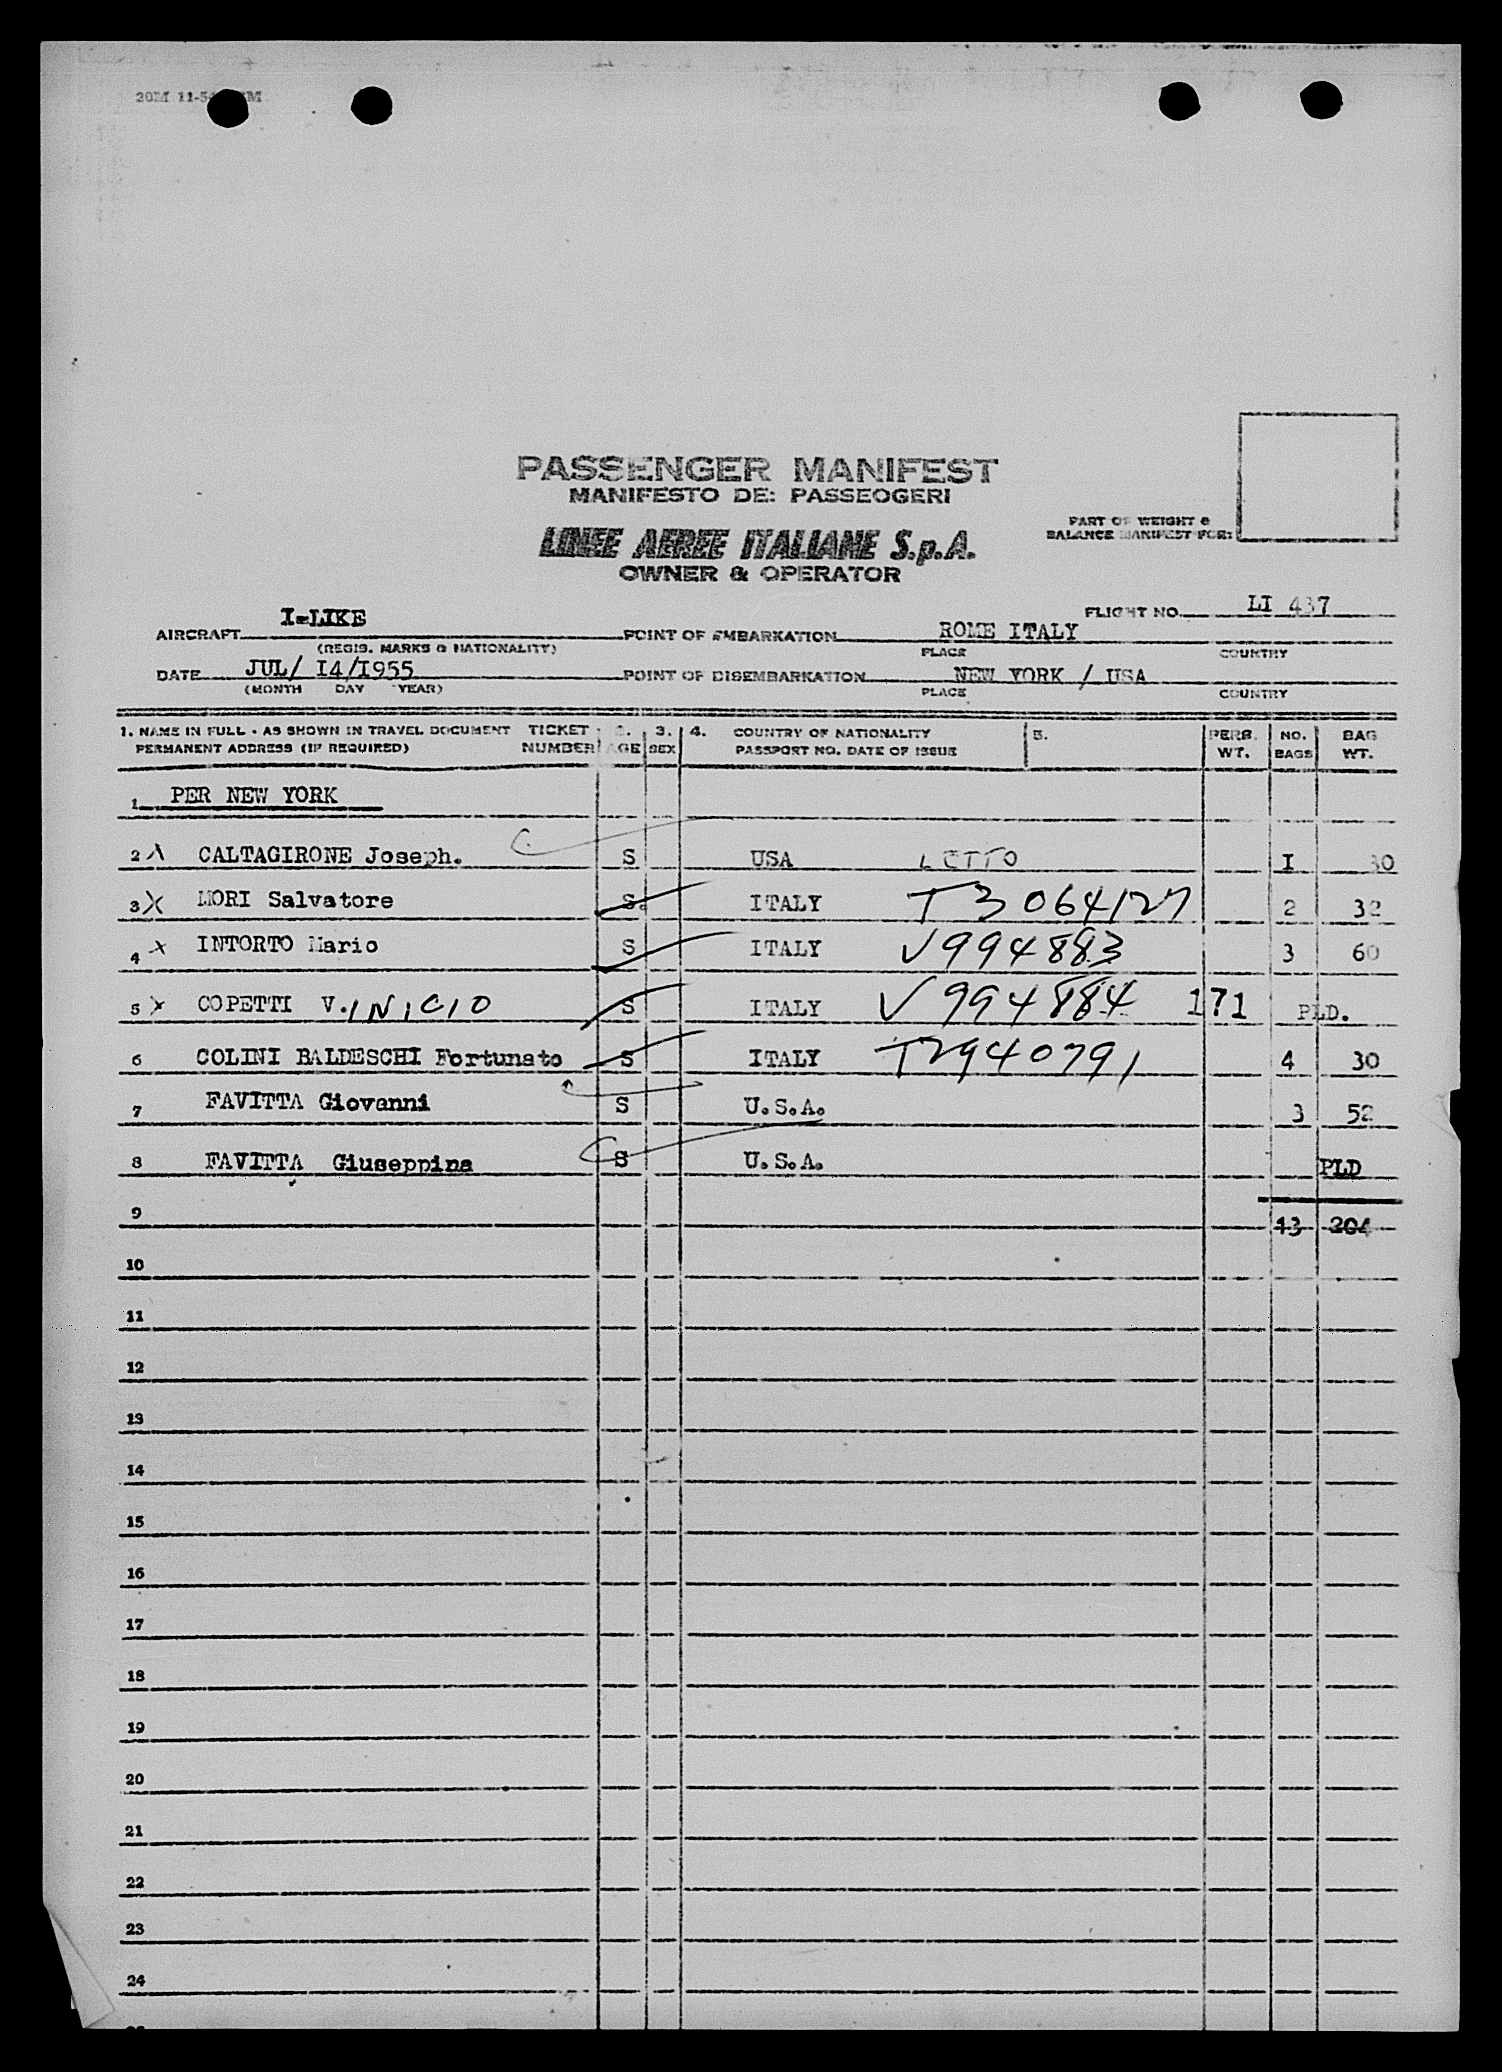 20M 11-54
PASSENGER MANIFEST
MANIFESTO DE: PASSEOGERI
LINEE AEREE ITALIANE S.p.A.
OWNER & OPERATOR
PART OF WEIGHT &
BALANCE MANIFEST FOR:
FLIGHT NO. LI 437
AIRCRAFT I-LIKE POINT OF EMBARKATION ROME ITALY
(REGIS. MARKS & NATIONALITY) PLACE COUNTRY
DATE JUL/ I4/I955 POINT OF DISEMBARKATION NEW YORK / USA
(MONTH DAY YEAR) PLACE COUNTRY
1. NAME IN FULL - AS SHOWN IN TRAVEL DOCUMENT TICKET 2. 3. 4. COUNTRY OF NATIONALITY 5. PERS. NO. BAG
PERMANENT ADDRESS (IF REQUIRED) NUMBER AGE SEX PASSPORT NO. DATE OF ISSUE WT. BAGS WT.
1 PER NEW YORK
2 CALTAGIRONE Joseph. S USA LETTO I 30
3 X MORI Salvatore S. ITALY T 3064127 2 32
4 x INTORTO Mario S ITALY V994883 3 60
5 x COPETTI V.INICIO S ITALY V994884 171 PLD.
6 COLINI BALDESCHI Fortunato S ITALY T2940791 4 30
7 FAVITTA Giovanni S U.S.A. 3 52
8 FAVITTA Giuseppina S U.S.A. PLD
9 13 204
10
11
12
13
14
15
16
17
18
19
20
21
22
23
24